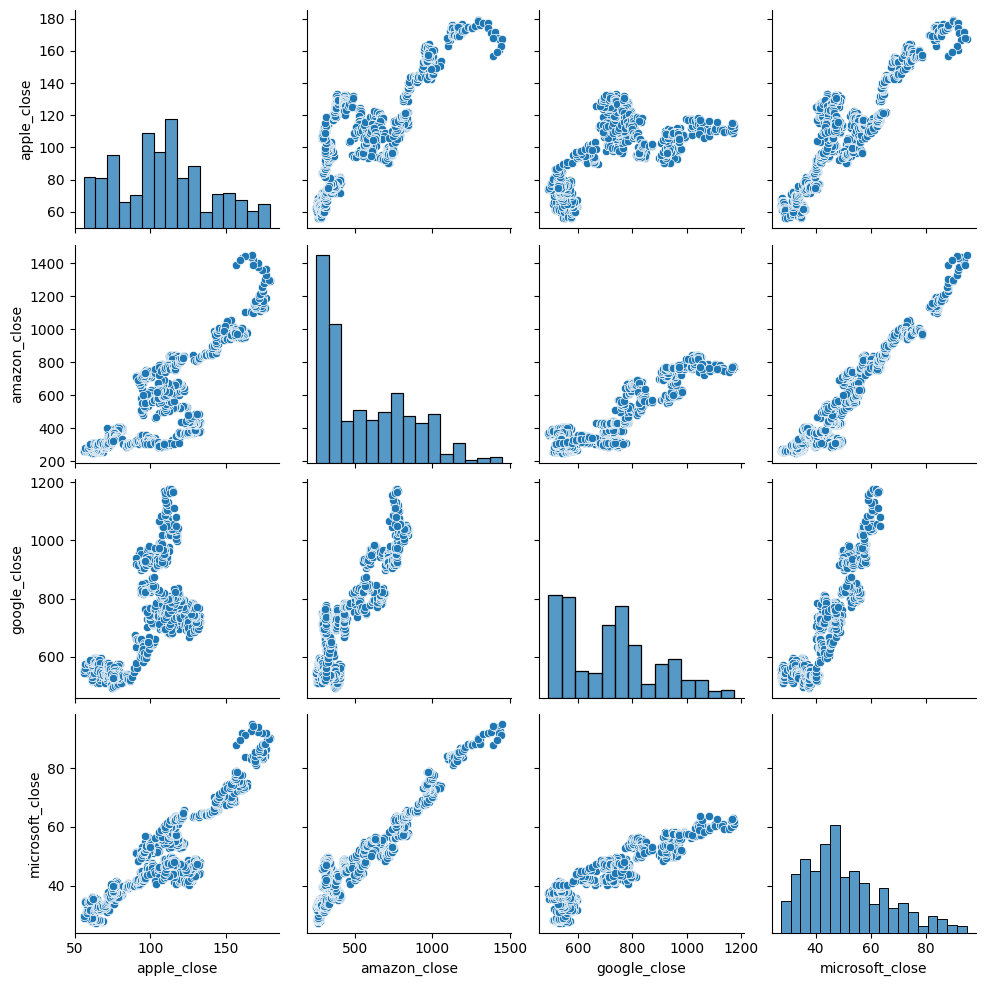 180
160
140
120
100
80
60
apple_close
1400
1200
1000
800
600
400
200
amazon_close
1200
1000
800
600
google_close
80
60
40
microsoft_close
50 100 150
500 1000 1500
600 800 1000 1200
40 60 80
apple_close amazon_close google_close microsoft_close